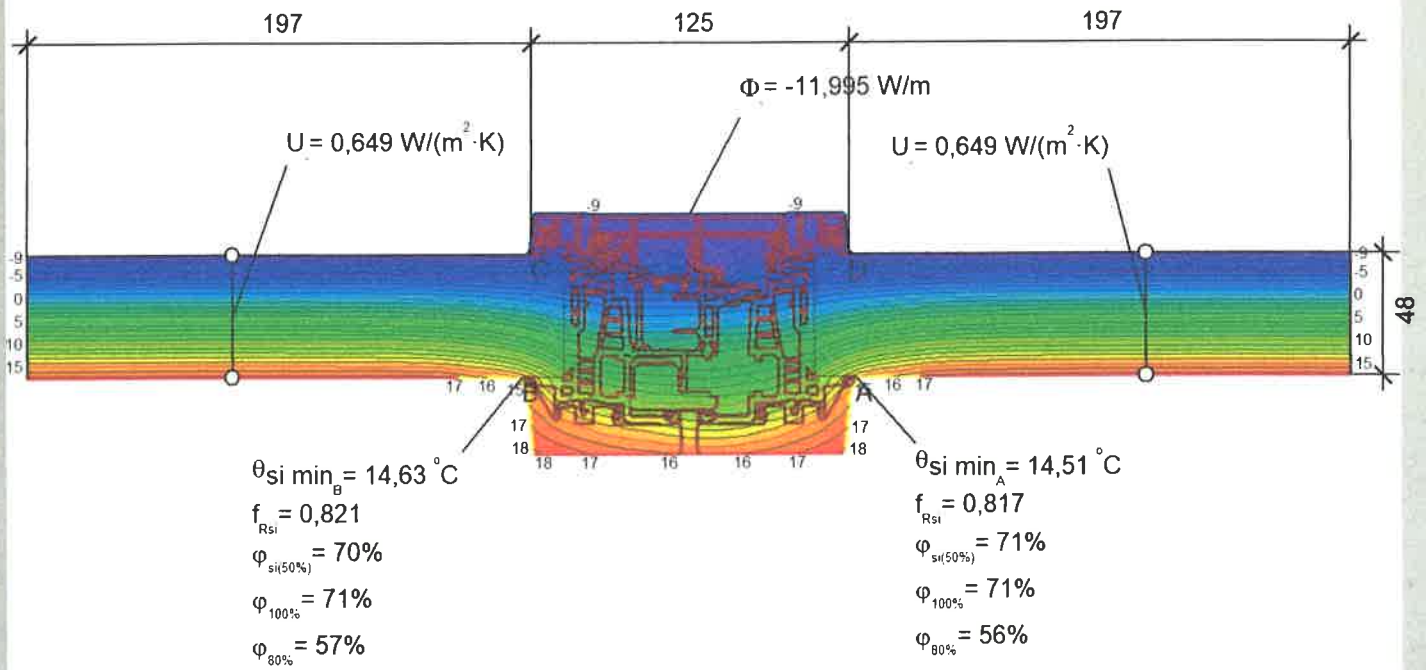 197
125
197
Φ = -11,995 W/m
U = 0,649 W/(m²·K)
U = 0,649 W/(m²·K)
-9
-9
-9
-5
0
5
10
15
-9
-5
0
5
10
15
48
17
16
15
B
A
16
17
17
18
17
18
18
17
16
16
17
θsi min_B = 14,63 °C
f_Rsi = 0,821
φ_si(50%) = 70%
φ_100% = 71%
φ_80% = 57%
θsi min_A = 14,51 °C
f_Rsi = 0,817
φ_si(50%) = 71%
φ_100% = 71%
φ_80% = 56%